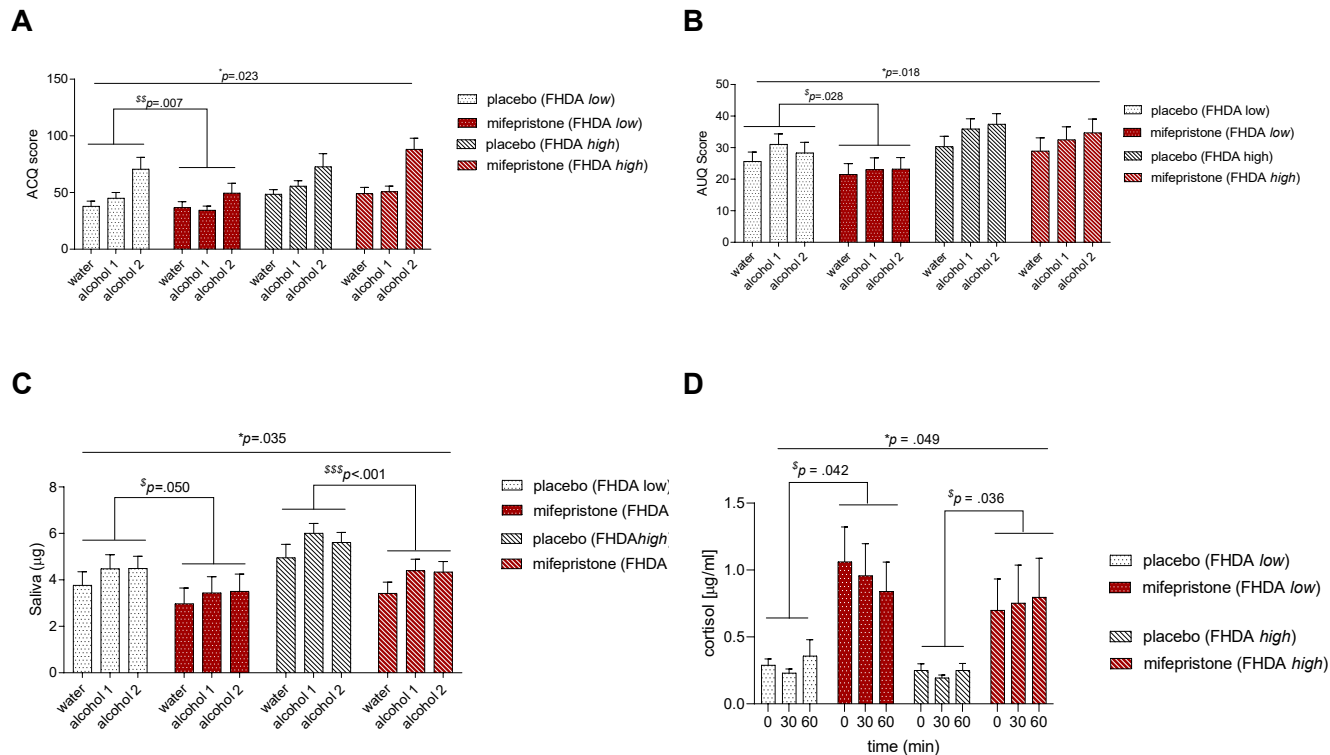 A
ACQ score
150
100
50
0
*p=.023
$$p=.007
water
alcohol 1
alcohol 2
water
alcohol 1
alcohol 2
water
alcohol 1
alcohol 2
water
alcohol 1
alcohol 2
placebo (FHDA low)
mifepristone (FHDA low)
placebo (FHDA high)
mifepristone (FHDA high)
B
AUQ Score
50
40
30
20
10
0
*p=.018
$p=.028
water
alcohol 1
alcohol 2
water
alcohol 1
alcohol 2
water
alcohol 1
alcohol 2
water
alcohol 1
alcohol 2
placebo (FHDA low)
mifepristone (FHDA low)
placebo (FHDA high)
mifepristone (FHDA high)
C
Saliva (µg)
8
6
4
2
0
*p=.035
$p=.050
$$$p<.001
water
alcohol 1
alcohol 2
water
alcohol 1
alcohol 2
water
alcohol 1
alcohol 2
water
alcohol 1
alcohol 2
placebo (FHDA low)
mifepristone (FHDA
placebo (FHDAhigh)
mifepristone (FHDA
D
cortisol [µg/ml]
1.5
1.0
0.5
0.0
*p = .049
$p = .042
$p = .036
0 30 60 0 30 60 0 30 60 0 30 60
time (min)
placebo (FHDA low)
mifepristone (FHDA low)
placebo (FHDA high)
mifepristone (FHDA high)